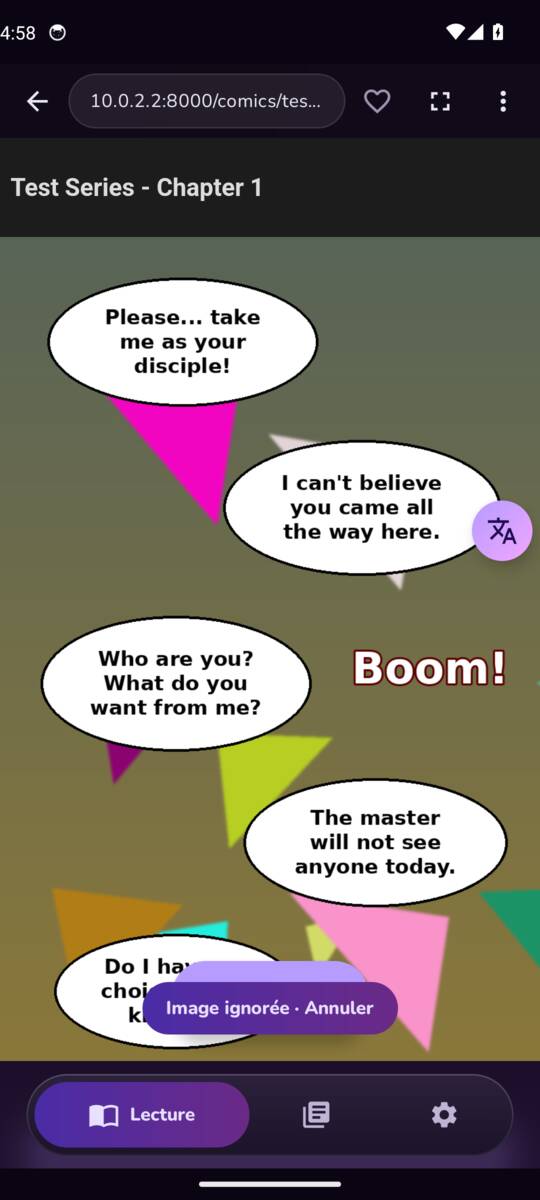 4:58
10.0.2.2:8000/comics/tes...
Test Series - Chapter 1
Please... take
me as your
disciple!
I can't believe
you came all
the way here.
Who are you?
What do you
want from me?
Boom!
The master
will not see
anyone today.
Do I
Image ignorée · Annuler
Lecture